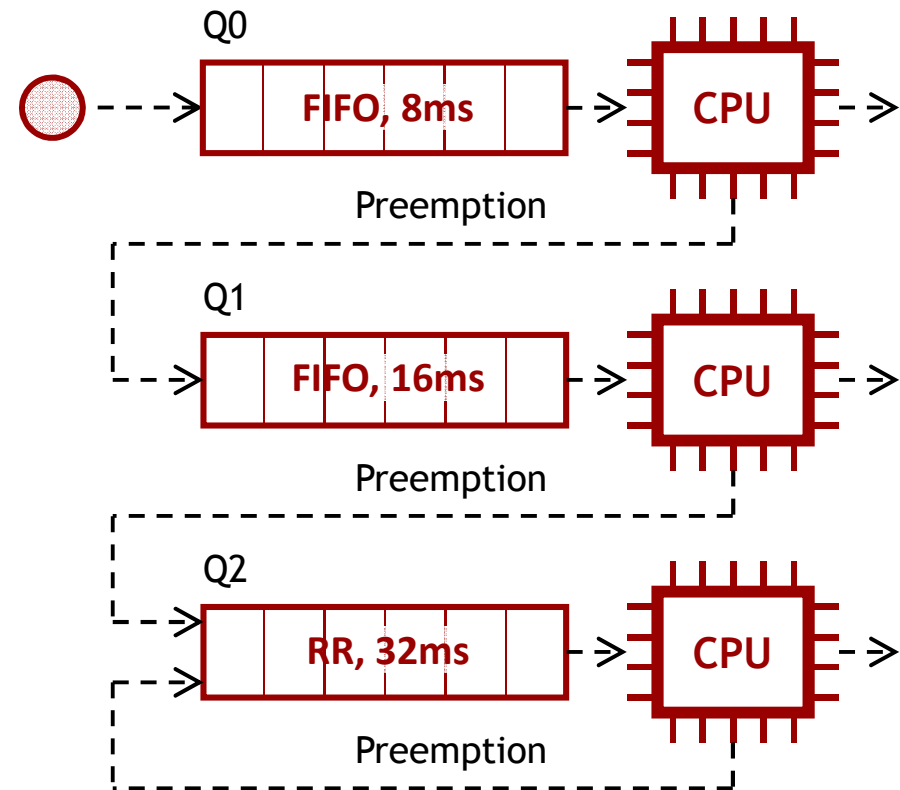 Q0
FIFO, 8ms
CPU
Preemption
Q1
FIFO, 16ms
CPU
Preemption
Q2
RR, 32ms
CPU
Preemption